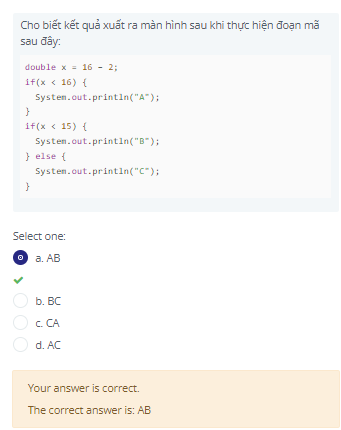 Cho biết kết quả xuất ra màn hình sau khi thực hiện đoạn mã
sau đây:
double x = 16 - 2;
if(x < 16) {
System.out.println("A");
}
if(x < 15) {
System.out.println("B");
} else {
System.out.println("C");
}
Select one:
a. AB
b. BC
c. CA
d. AC
Your answer is correct.
The correct answer is: AB